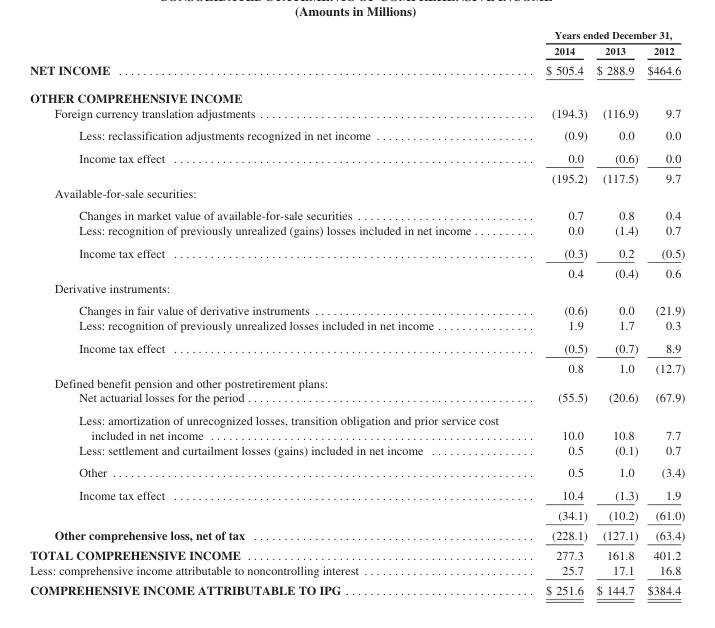 (Amounts in Millions)
Years ended December 31,
2014 2013 2012
NET INCOME $ 505.4 $ 288.9 $464.6
OTHER COMPREHENSIVE INCOME
Foreign currency translation adjustments (194.3) (116.9) 9.7
Less: reclassification adjustments recognized in net income (0.9) 0.0 0.0
Income tax effect 0.0 (0.6) 0.0
(195.2) (117.5) 9.7
Available-for-sale securities:
Changes in market value of available-for-sale securities 0.7 0.8 0.4
Less: recognition of previously unrealized (gains) losses included in net income 0.0 (1.4) 0.7
Income tax effect (0.3) 0.2 (0.5)
0.4 (0.4) 0.6
Derivative instruments:
Changes in fair value of derivative instruments (0.6) 0.0 (21.9)
Less: recognition of previously unrealized losses included in net income 1.9 1.7 0.3
Income tax effect (0.5) (0.7) 8.9
0.8 1.0 (12.7)
Defined benefit pension and other postretirement plans:
Net actuarial losses for the period (55.5) (20.6) (67.9)
Less: amortization of unrecognized losses, transition obligation and prior service cost
included in net income 10.0 10.8 7.7
Less: settlement and curtailment losses (gains) included in net income 0.5 (0.1) 0.7
Other 0.5 1.0 (3.4)
Income tax effect 10.4 (1.3) 1.9
(34.1) (10.2) (61.0)
Other comprehensive loss, net of tax (228.1) (127.1) (63.4)
TOTAL COMPREHENSIVE INCOME 277.3 161.8 401.2
Less: comprehensive income attributable to noncontrolling interest 25.7 17.1 16.8
COMPREHENSIVE INCOME ATTRIBUTABLE TO IPG $ 251.6 $ 144.7 $384.4